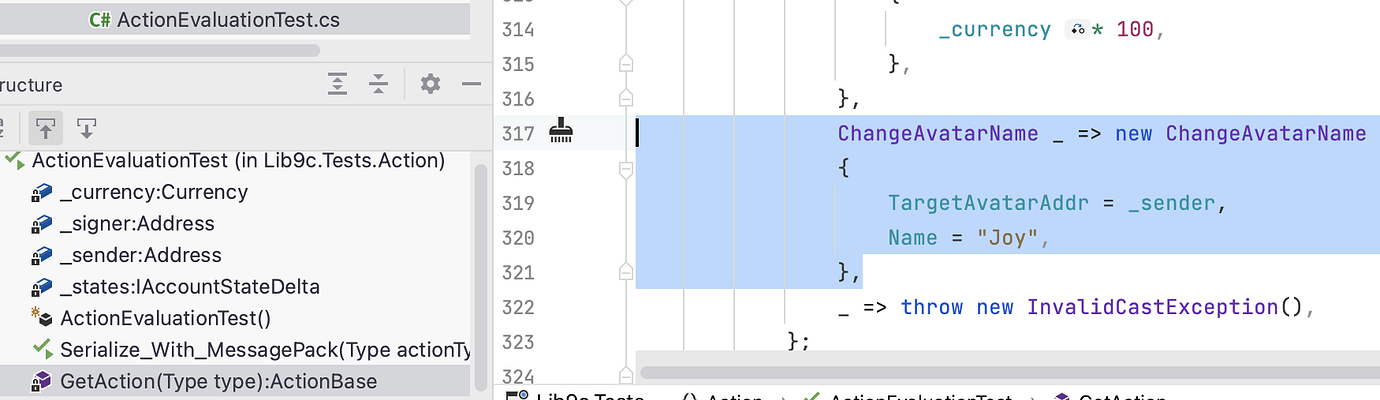 C# ActionEvaluationTest.cs
ructure
ActionEvaluationTest (in Lib9c.Tests.Action)
_currency:Currency
_signer:Address
_sender:Address
_states:IAccountStateDelta
ActionEvaluationTest()
Serialize_With_MessagePack(Type actionTy
GetAction(Type type):ActionBase
314 _currency * 100,
315 },
316 },
317 ChangeAvatarName _ => new ChangeAvatarName
318 {
319 TargetAvatarAddr = _sender,
320 Name = "Joy",
321 },
322 _ => throw new InvalidCastException(),
323 };
324
Lib9c.Tests Action ActionEvaluationTest GetAction